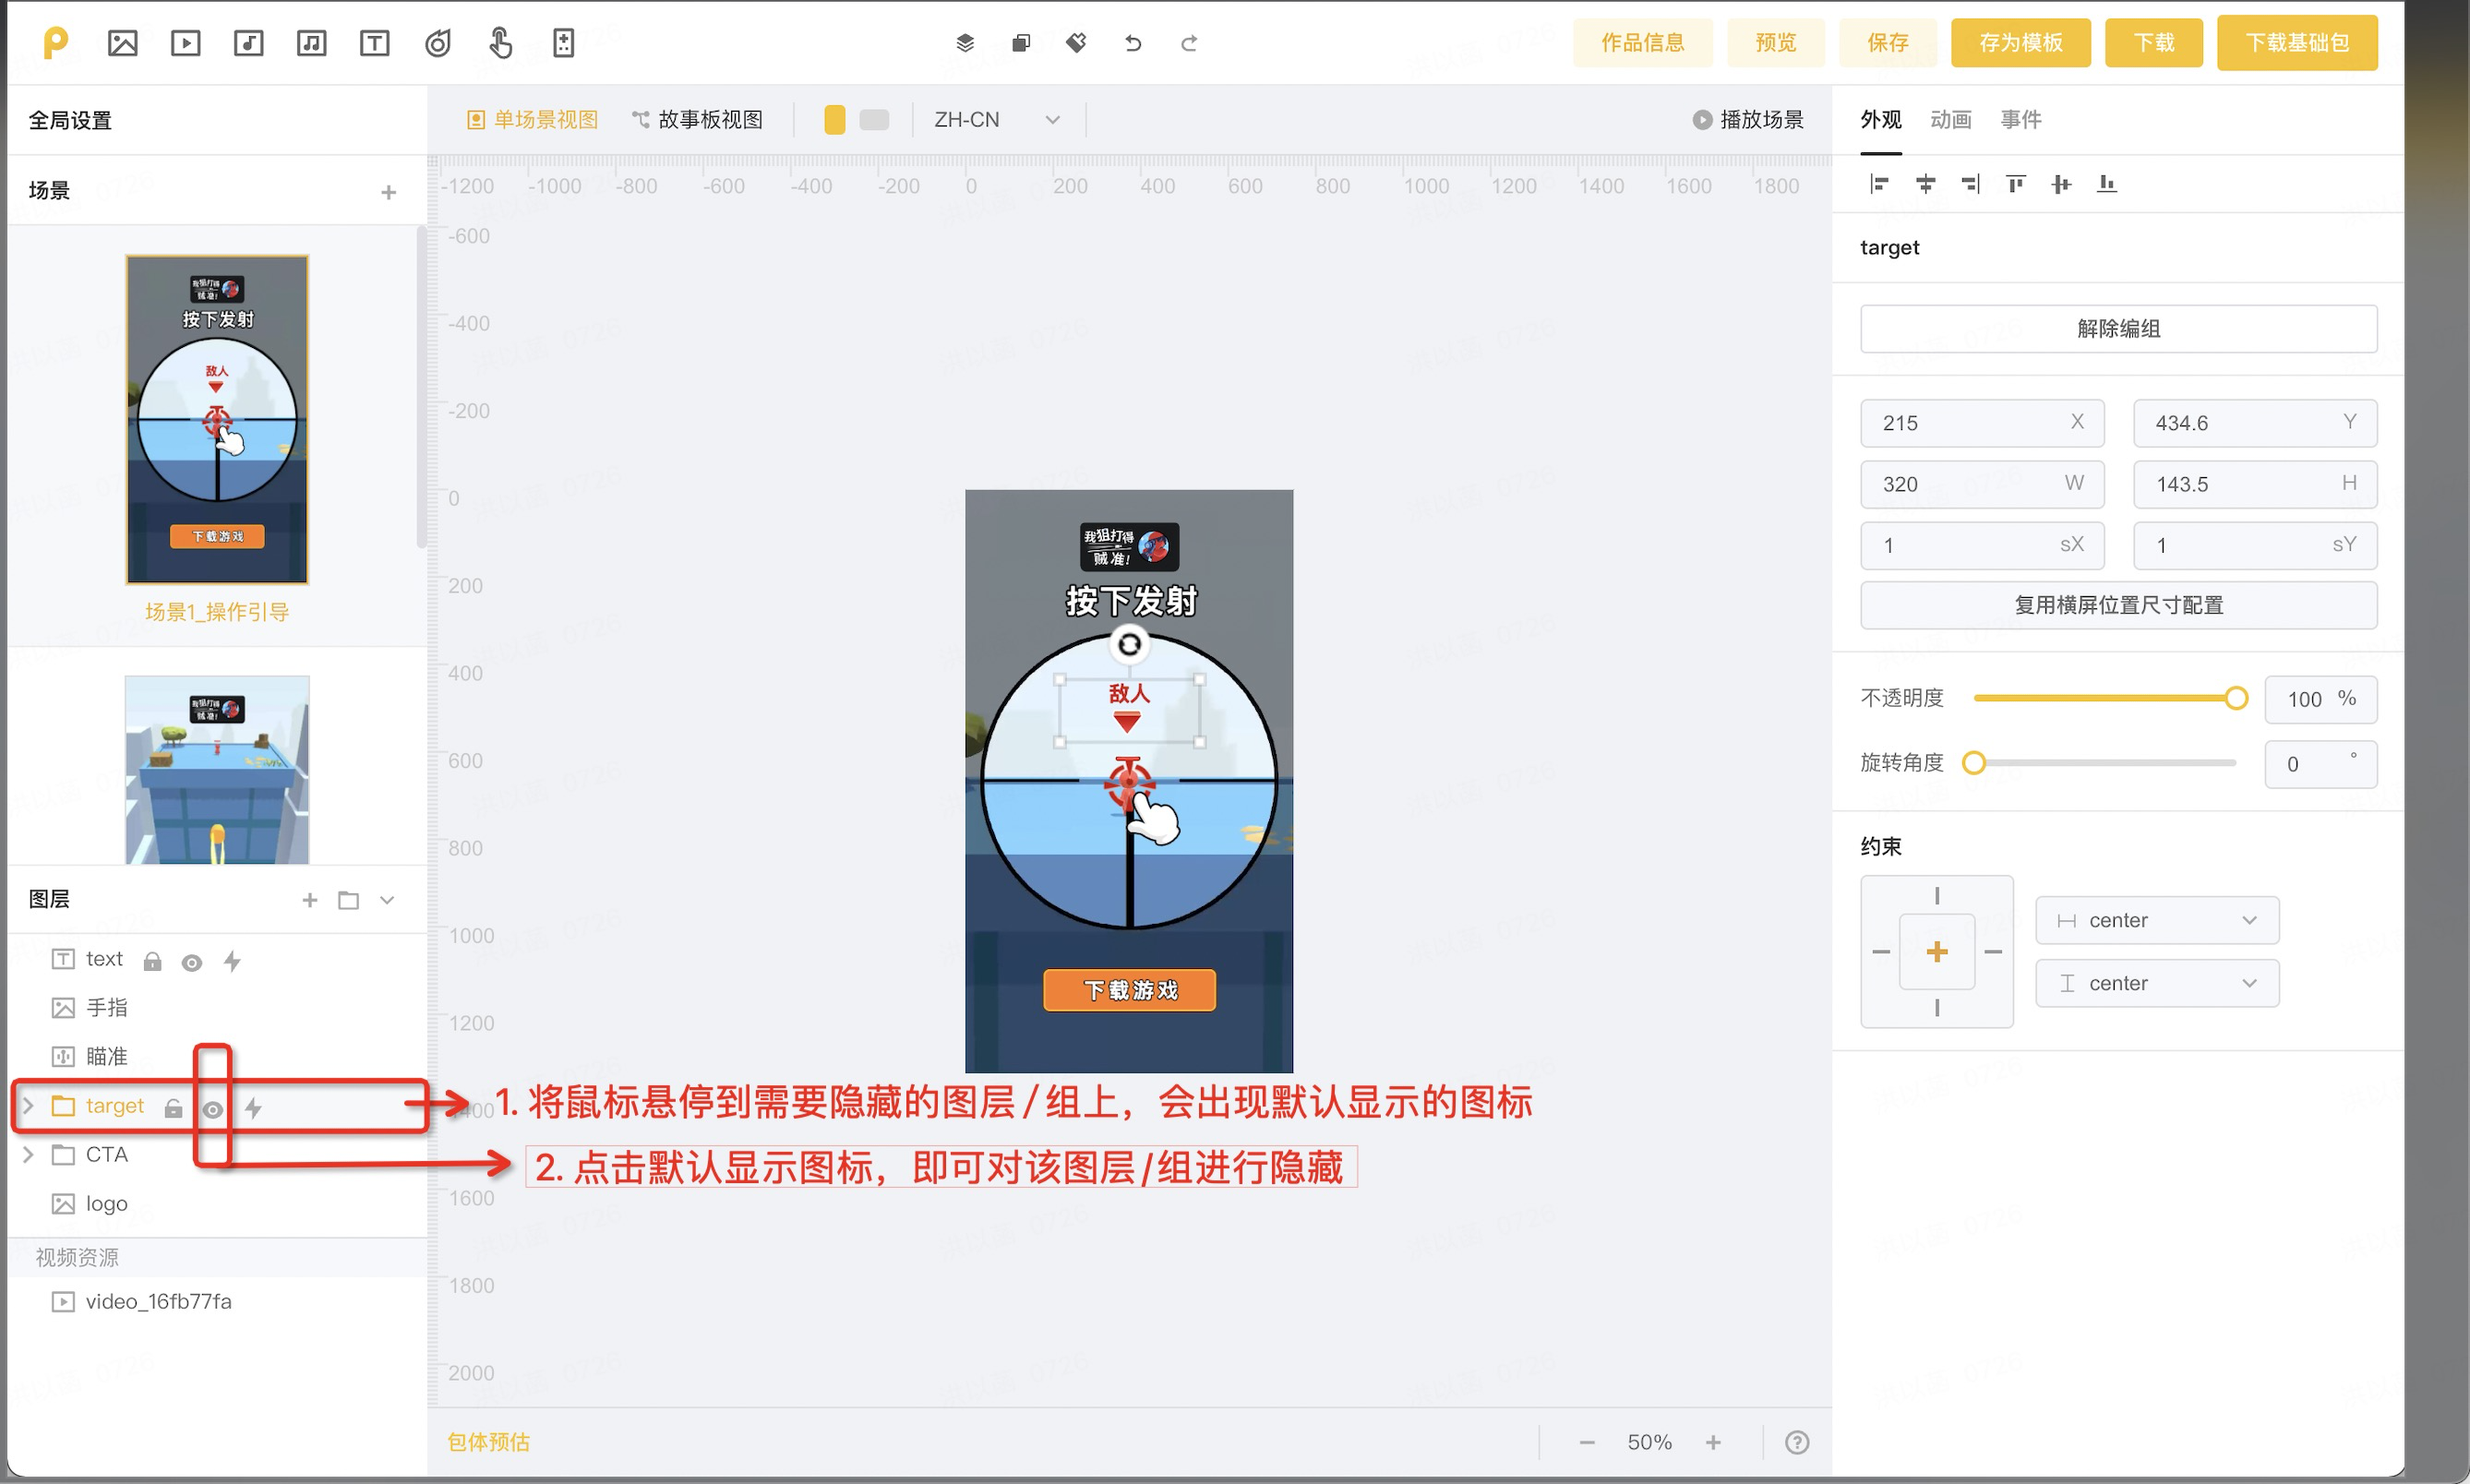 作品信息
预览
保存
存为模板
下载
下载基础包
全局设置
单场景视图
故事板视图
ZH-CN
播放场景
外观
动画
事件
场景
-1200
-1000
-800
-600
-400
-200
0
200
400
600
800
1000
1200
1400
1600
1800
-600
-400
-200
0
200
400
600
800
1000
1200
1600
1800
2000
我狙打得
贼准!
按下发射
敌人
下载游戏
场景1_操作引导
我狙打得
贼准!
我狙打得
贼准!
按下发射
敌人
下载游戏
图层
text
手指
瞄准
target
CTA
logo
视频资源
video_16fb77fa
1. 将鼠标悬停到需要隐藏的图层/组上，会出现默认显示的图标
2. 点击默认显示图标，即可对该图层/组进行隐藏
target
解除编组
215 X
434.6 Y
320 W
143.5 H
1 sX
1 sY
复用横屏位置尺寸配置
不透明度
100 %
旋转角度
0 °
约束
center
center
包体预估
50%